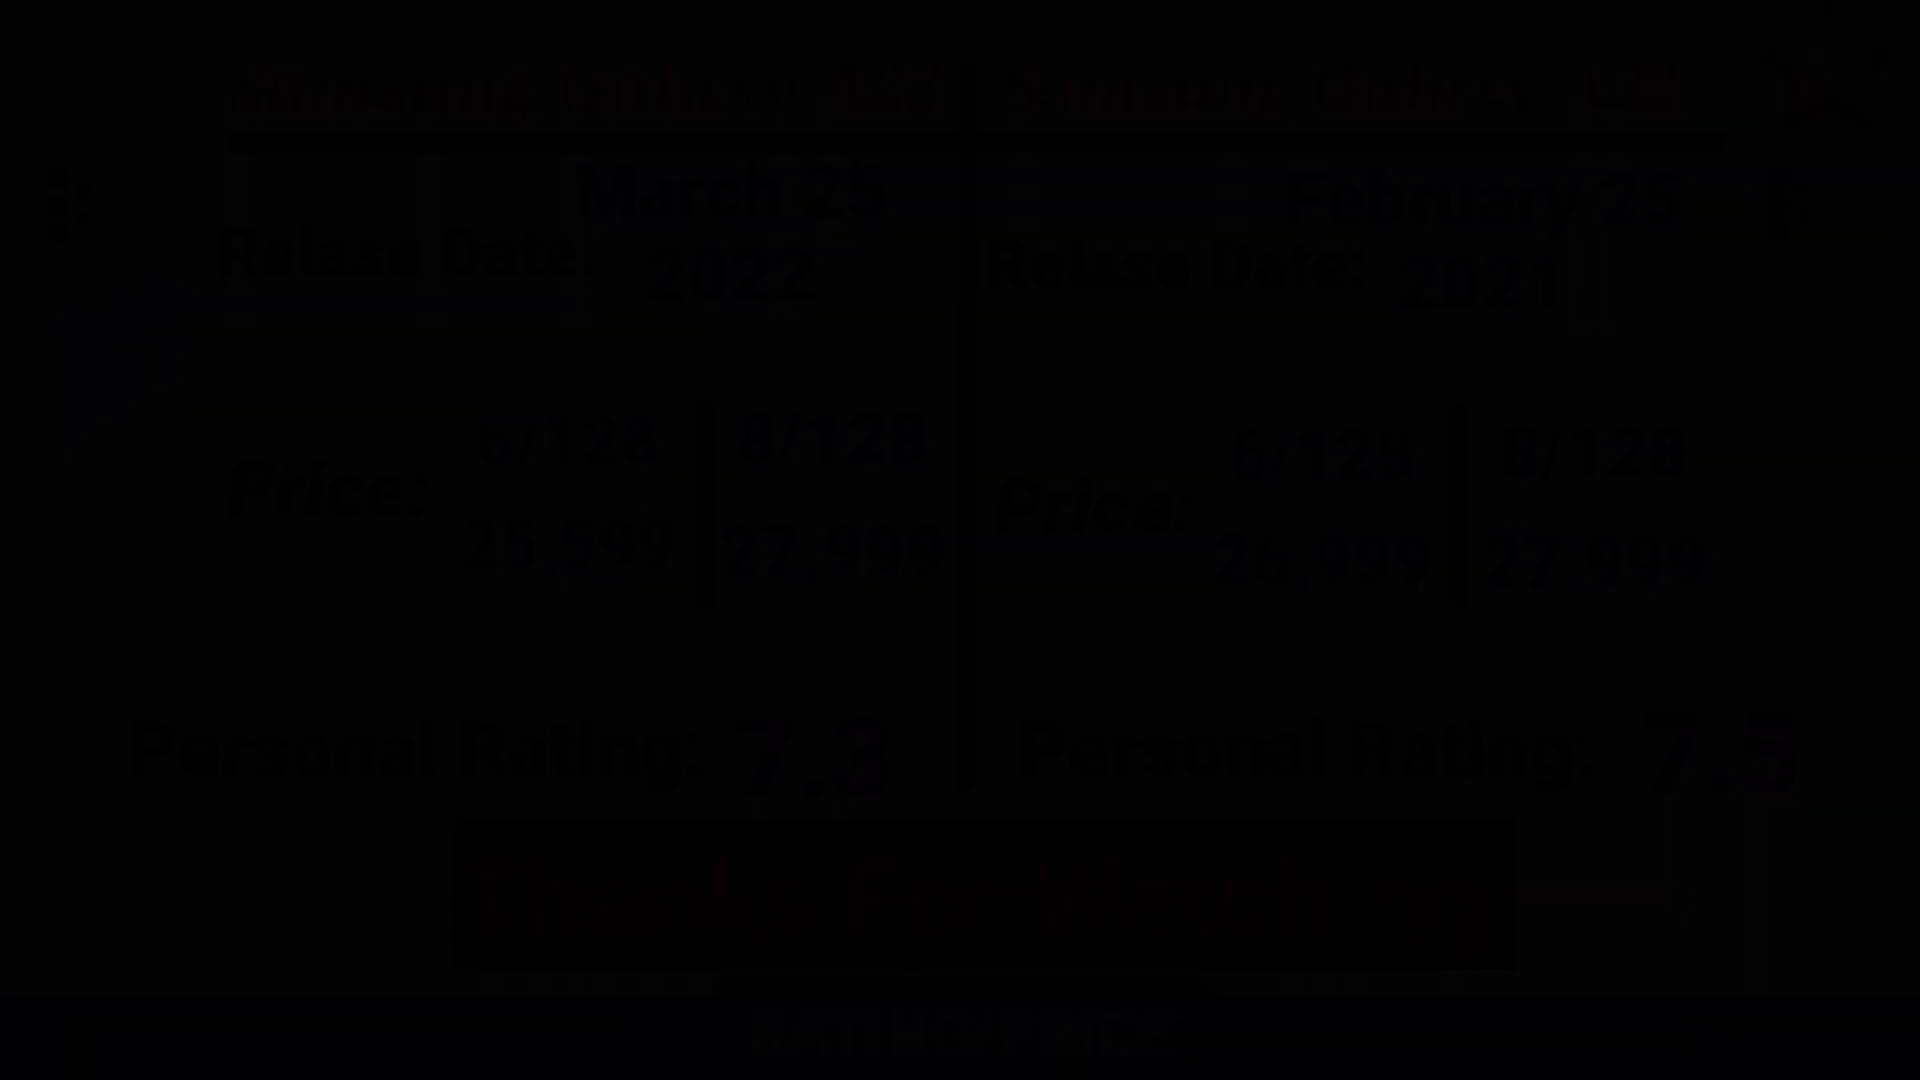 Samsung Galaxy
Samsung Galaxy
March 25
2022
Relase Date:
February 25
2021
Relase Date:
6/128
8/128
Price:
25,599
27,999
6/128
8/128
Price:
26,999
27,999
Personal Rating: 7.3
Personal Rating: 7.5
Thanks For Watching
RATING/PRICE